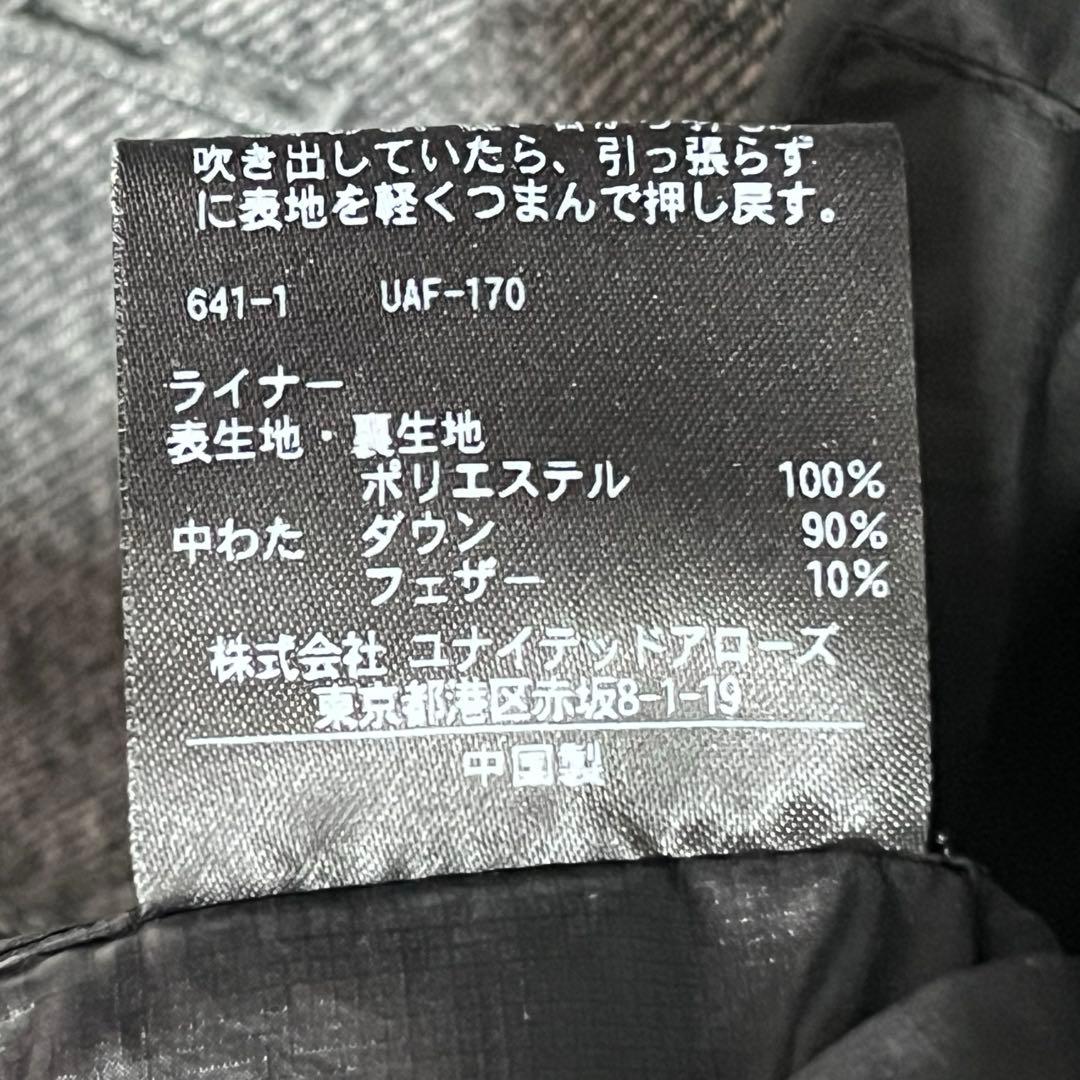 吹き出していたら、引っ張らず
に表地を軽くつまんで押し戻す。
641-1 UAF-170
ライナー
表生地・裏生地
ポリエステル 100%
中わた ダウン 90%
フェザー 10%
株式会社 ユナイテッドアローズ
東京都港区赤坂8-1-19
中国製